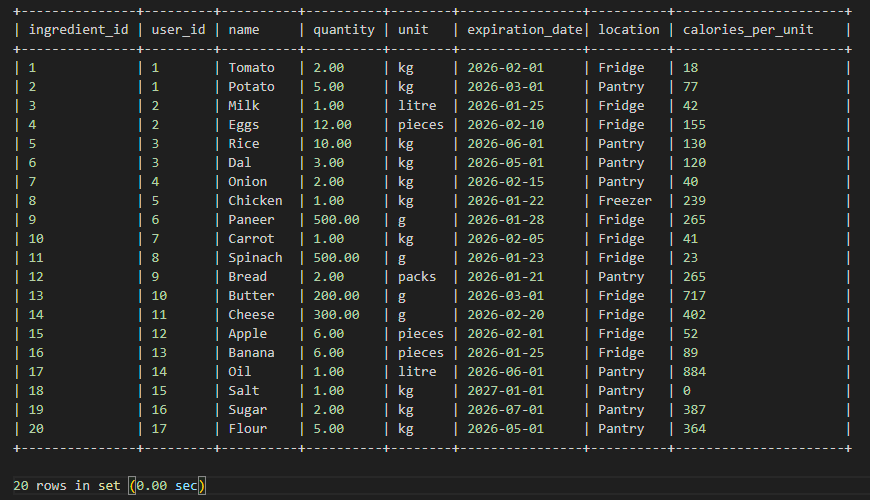 +---------------+---------+----------+----------+--------+----------------+----------+----------------------+
| ingredient_id | user_id | name     | quantity | unit   | expiration_date| location | calories_per_unit    |
+---------------+---------+----------+----------+--------+----------------+----------+----------------------+
| 1             | 1       | Tomato   | 2.00     | kg     | 2026-02-01     | Fridge   | 18                   |
| 2             | 1       | Potato   | 5.00     | kg     | 2026-03-01     | Pantry   | 77                   |
| 3             | 2       | Milk     | 1.00     | litre  | 2026-01-25     | Fridge   | 42                   |
| 4             | 2       | Eggs     | 12.00    | pieces | 2026-02-10     | Fridge   | 155                  |
| 5             | 3       | Rice     | 10.00    | kg     | 2026-06-01     | Pantry   | 130                  |
| 6             | 3       | Dal      | 3.00     | kg     | 2026-05-01     | Pantry   | 120                  |
| 7             | 4       | Onion    | 2.00     | kg     | 2026-02-15     | Pantry   | 40                   |
| 8             | 5       | Chicken  | 1.00     | kg     | 2026-01-22     | Freezer  | 239                  |
| 9             | 6       | Paneer   | 500.00   | g      | 2026-01-28     | Fridge   | 265                  |
| 10            | 7       | Carrot   | 1.00     | kg     | 2026-02-05     | Fridge   | 41                   |
| 11            | 8       | Spinach  | 500.00   | g      | 2026-01-23     | Fridge   | 23                   |
| 12            | 9       | Bread    | 2.00     | packs  | 2026-01-21     | Pantry   | 265                  |
| 13            | 10      | Butter   | 200.00   | g      | 2026-03-01     | Fridge   | 717                  |
| 14            | 11      | Cheese   | 300.00   | g      | 2026-02-20     | Fridge   | 402                  |
| 15            | 12      | Apple    | 6.00     | pieces | 2026-02-01     | Fridge   | 52                   |
| 16            | 13      | Banana   | 6.00     | pieces | 2026-01-25     | Fridge   | 89                   |
| 17            | 14      | Oil      | 1.00     | litre  | 2026-06-01     | Pantry   | 884                  |
| 18            | 15      | Salt     | 1.00     | kg     | 2027-01-01     | Pantry   | 0                    |
| 19            | 16      | Sugar    | 2.00     | kg     | 2026-07-01     | Pantry   | 387                  |
| 20            | 17      | Flour    | 5.00     | kg     | 2026-05-01     | Pantry   | 364                  |
+---------------+---------+----------+----------+--------+----------------+----------+----------------------+
20 rows in set (0.00 sec)